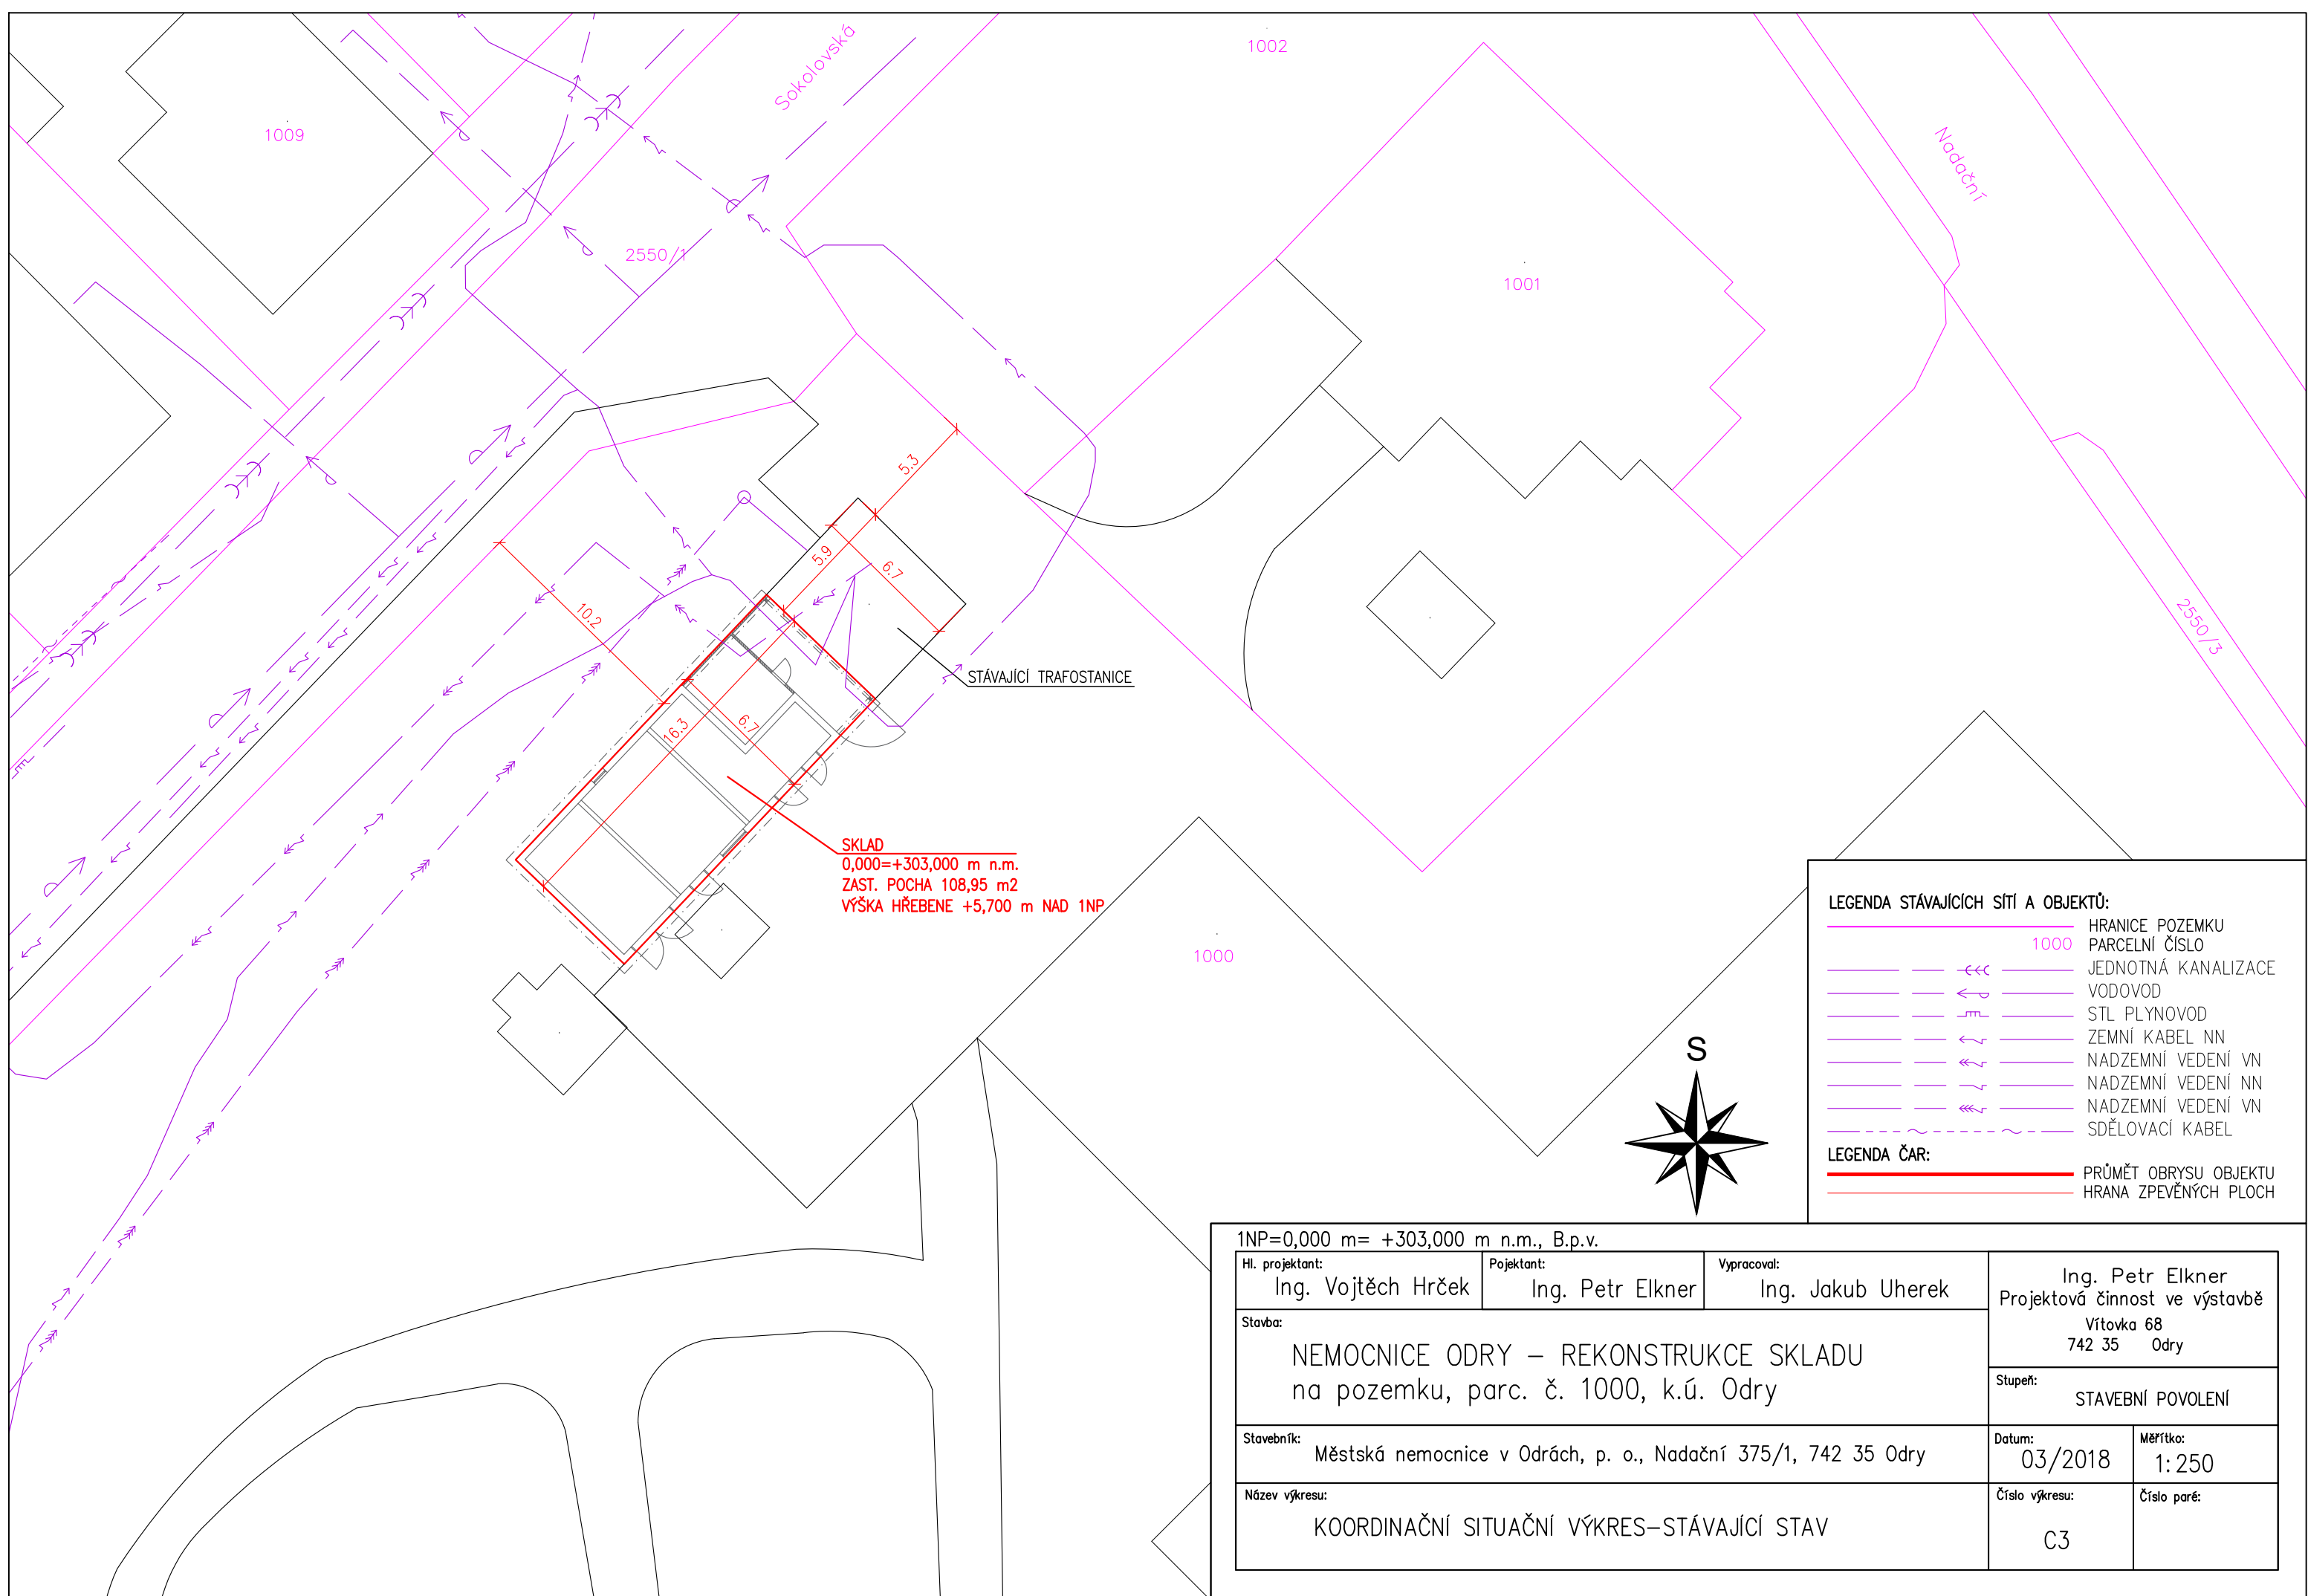 1002
Sokolovská
1009
Nadační
2550/1
1001
5.3
5.9
6.7
10.2
2550/3
STÁVAJÍCÍ TRAFOSTANICE
6.7
16.3
SKLAD
0,000=+303,000 m n.m.
ZAST. POCHA 108,95 m2
VÝŠKA HŘEBENE +5,700 m NAD 1NP
1000
S
LEGENDA STÁVAJÍCÍCH SÍTÍ A OBJEKTŮ:
HRANICE POZEMKU
1000 PARCELNÍ ČÍSLO
JEDNOTNÁ KANALIZACE
VODOVOD
STL PLYNOVOD
ZEMNÍ KABEL NN
NADZEMNÍ VEDENÍ VN
NADZEMNÍ VEDENÍ NN
NADZEMNÍ VEDENÍ VN
SDĚLOVACÍ KABEL
LEGENDA ČAR:
PRŮMĚT OBRYSU OBJEKTU
HRANA ZPEVĚNÝCH PLOCH
1NP=0,000 m= +303,000 m n.m., B.p.v.
Hl. projektant:
Ing. Vojtěch Hrček
Pojektant:
Ing. Petr Elkner
Vypracoval:
Ing. Jakub Uherek
Ing. Petr Elkner
Projektová činnost ve výstavbě
Vítovka 68
742 35 Odry
Stavba:
NEMOCNICE ODRY – REKONSTRUKCE SKLADU
na pozemku, parc. č. 1000, k.ú. Odry
Stupeň:
STAVEBNÍ POVOLENÍ
Stavebník:
Městská nemocnice v Odrách, p. o., Nadační 375/1, 742 35 Odry
Datum:
03/2018
Měřítko:
1:250
Název výkresu:
KOORDINAČNÍ SITUAČNÍ VÝKRES–STÁVAJÍCÍ STAV
Číslo výkresu:
C3
Číslo paré: